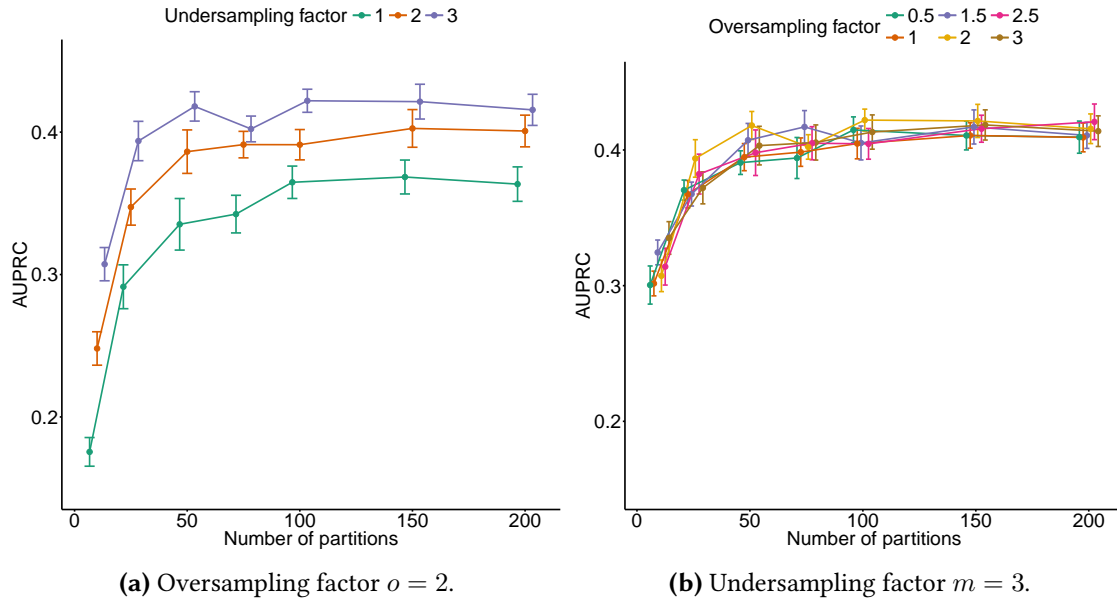 Undersampling factor 1 2 3
0.4
0.3
0.2
AUPRC
0 50 100 150 200
Number of partitions
(a) Oversampling factor o = 2.
Oversampling factor 0.5 1.5 2.5
1 2 3
0.4
0.3
0.2
AUPRC
0 50 100 150 200
Number of partitions
(b) Undersampling factor m = 3.